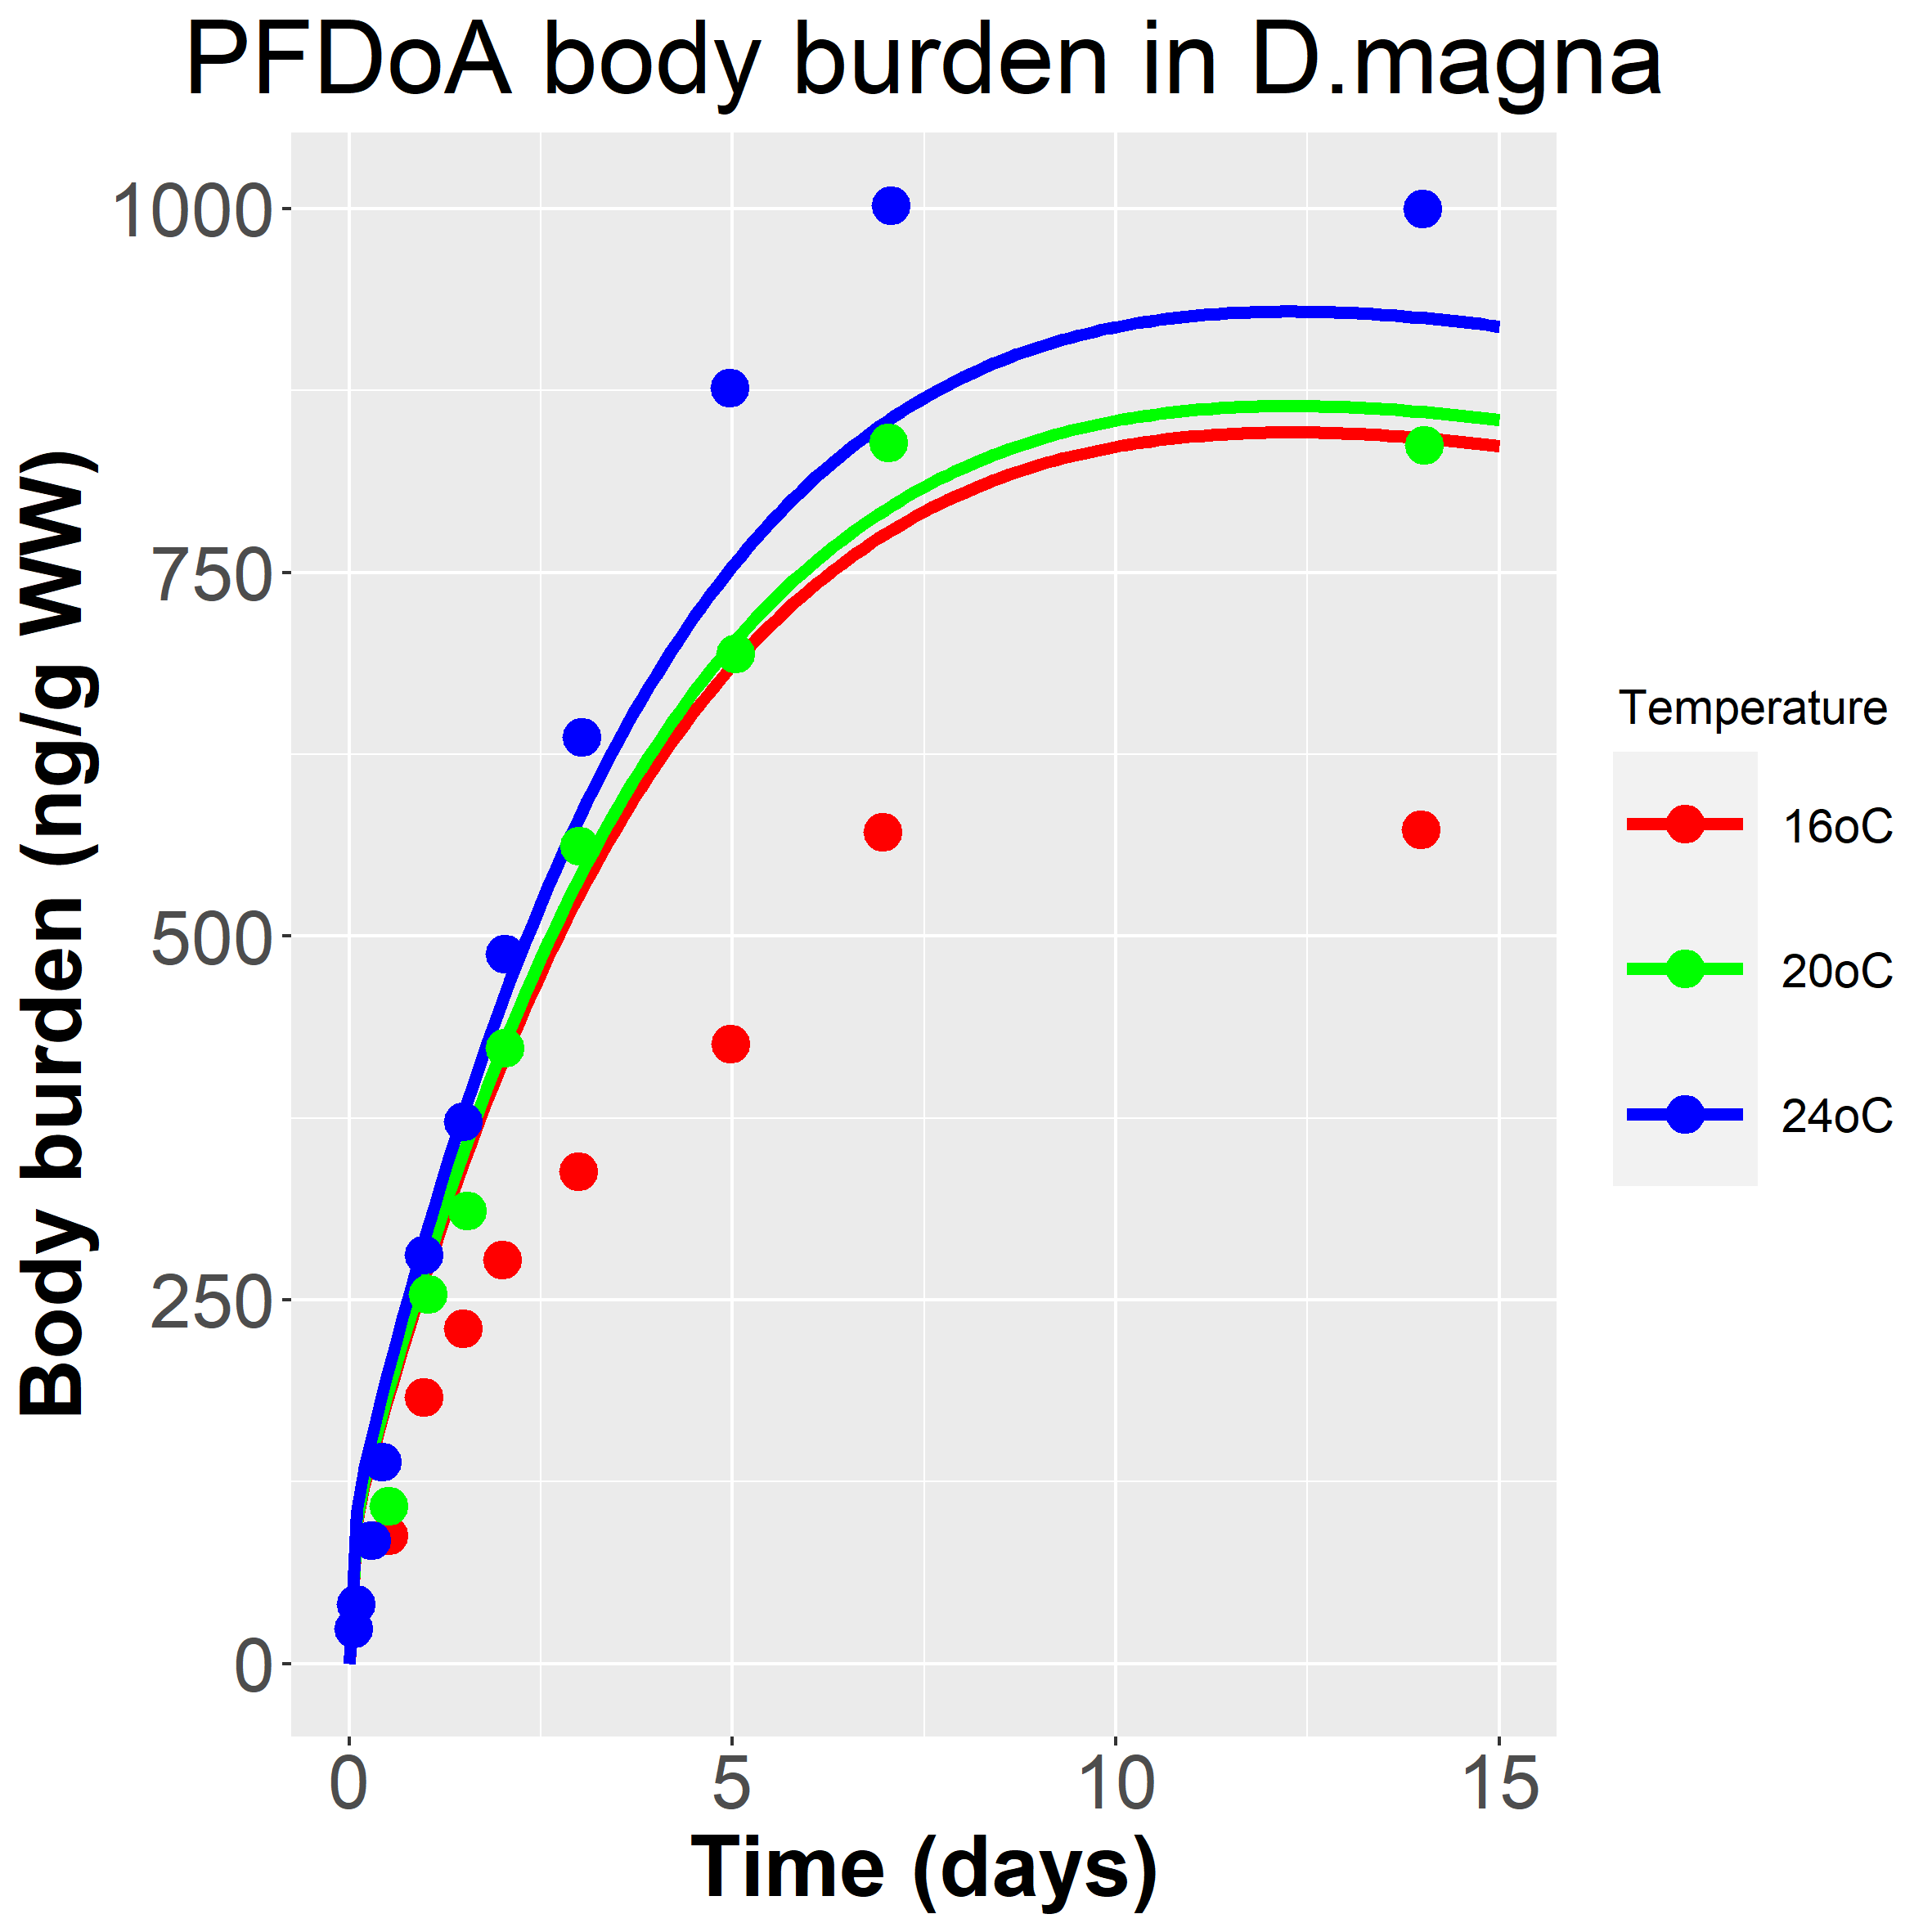 PFDoA body burden in D.magna
1000
750
500
250
0
Body burden (ng/g WW)
0 5 10 15
Time (days)
Temperature
16oC
20oC
24oC